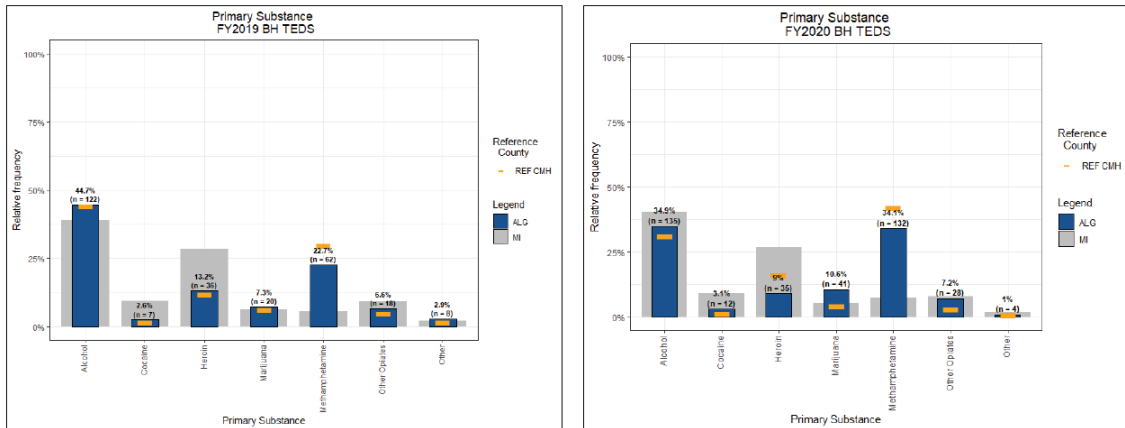 Primary Substance
FY2019 BH TEDS
100%
75%
50%
25%
0%
Relative frequency
44.7%
(n = 122)
2.6%
(n = 7)
13.2%
(n = 36)
7.3%
(n = 20)
22.7%
(n = 62)
6.6%
(n = 18)
2.9%
(n = 8)
Alcohol
Cocaine
Heroin
Marijuana
Methamphetamine
Other Opiates
Other
Primary Substance
Reference
County
REF CMH
Legend
ALG
MI
Primary Substance
FY2020 BH TEDS
100%
75%
50%
25%
0%
Relative frequency
34.9%
(n = 135)
3.1%
(n = 12)
9%
(n = 35)
10.6%
(n = 41)
34.1%
(n = 132)
7.2%
(n = 28)
1%
(n = 4)
Alcohol
Cocaine
Heroin
Marijuana
Methamphetamine
Other Opiates
Other
Primary Substance
Reference
County
REF CMH
Legend
ALG
MI